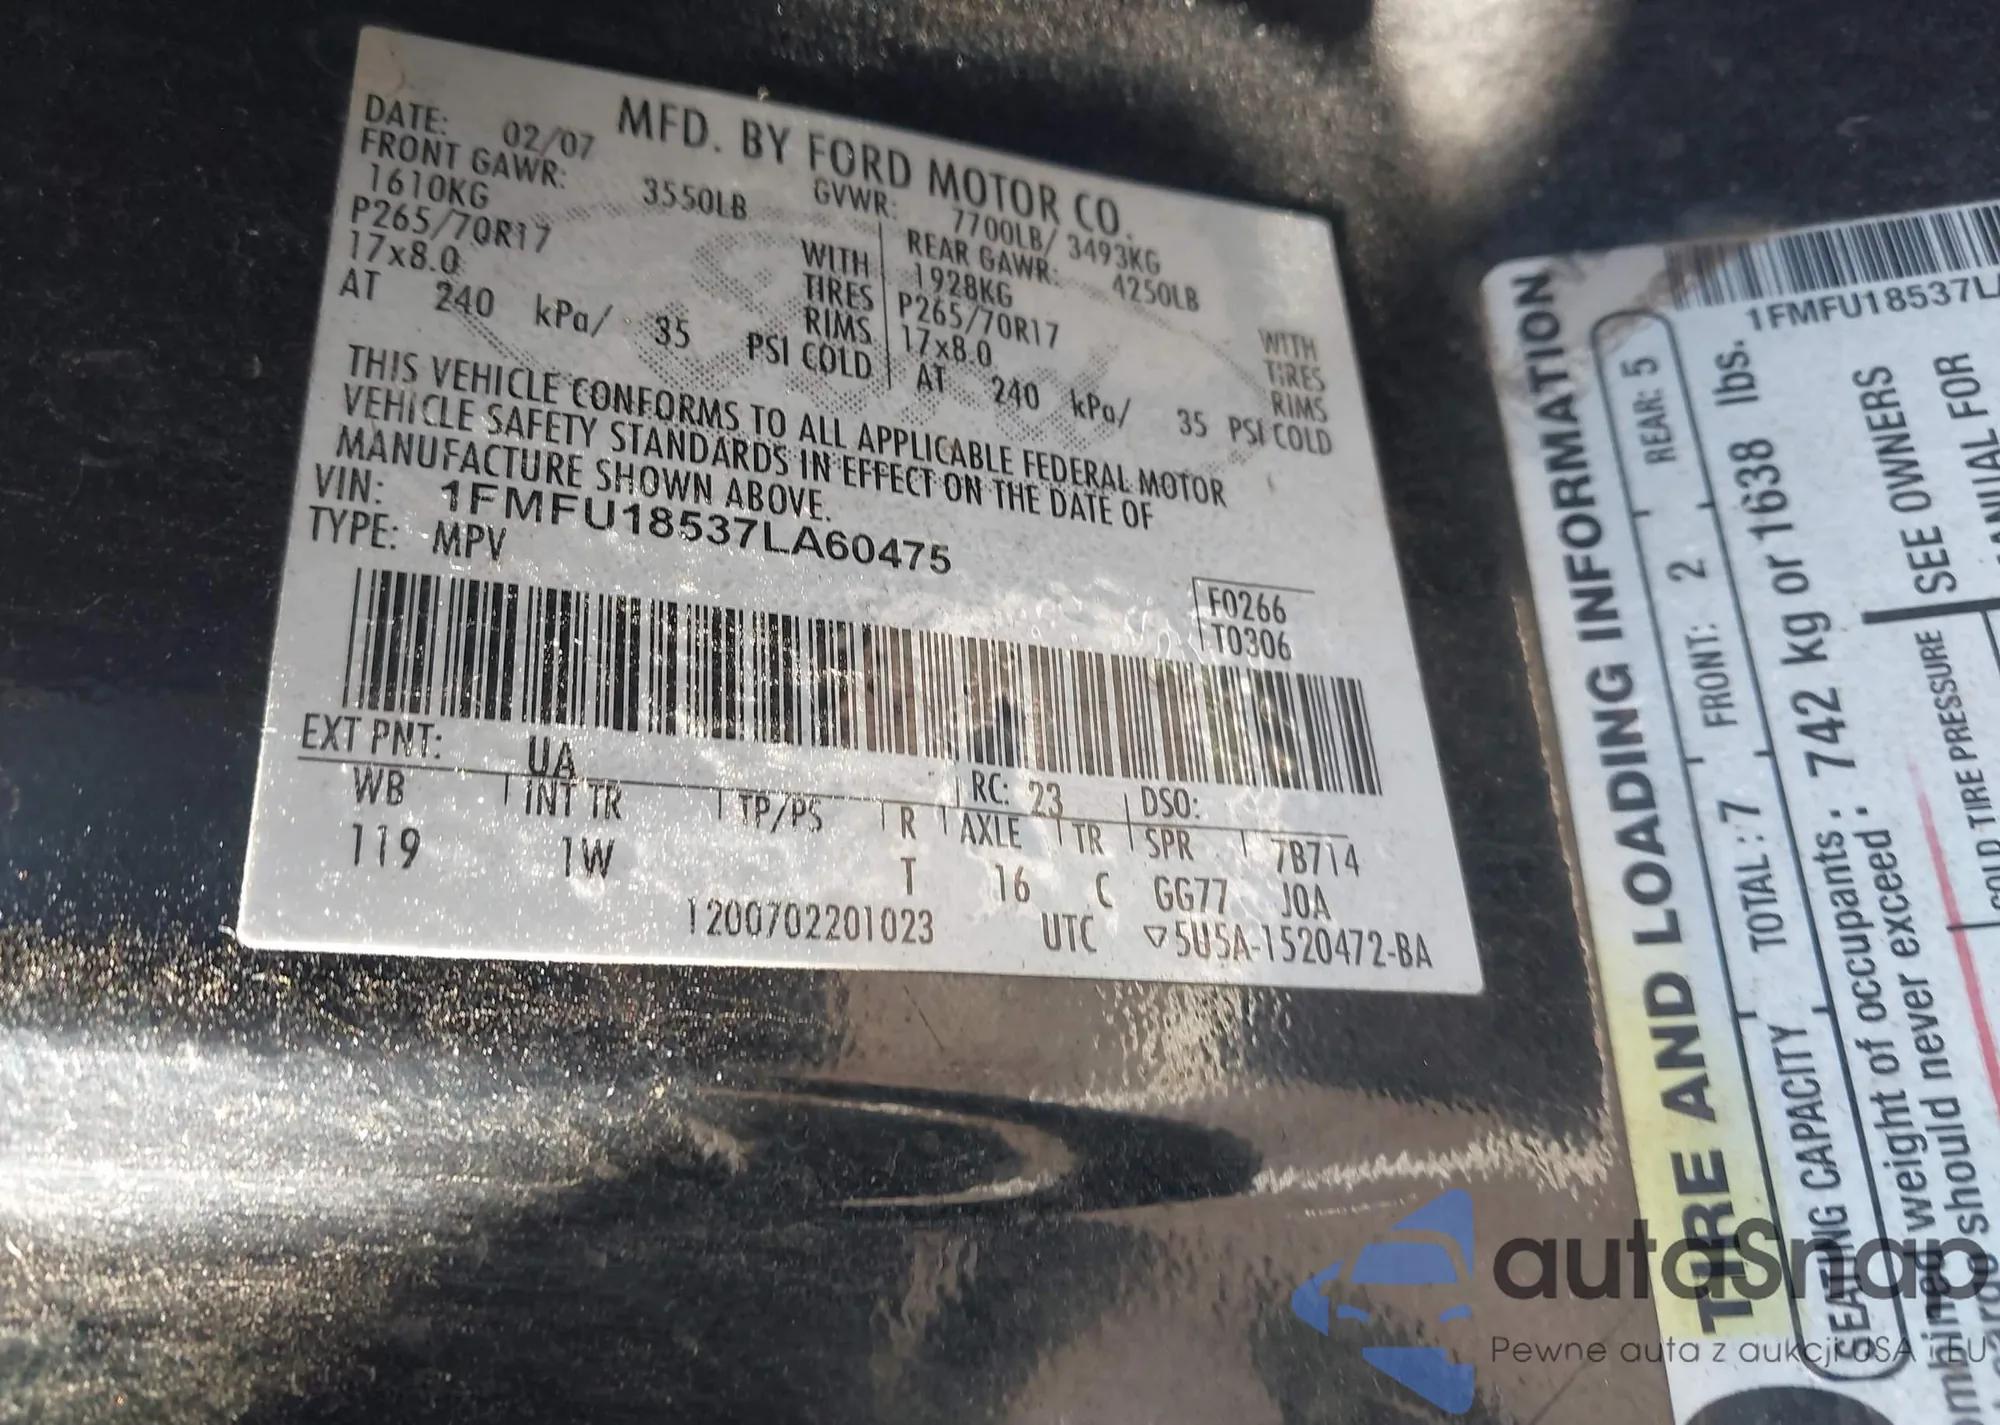 MFD. BY FORD MOTOR CO.
DATE: 02/07
GVWR: 7700LB/ 3493KG
FRONT GAWR: 3550LB
REAR GAWR: 4250LB
1610KG
WITH
1928KG
WITH
P265/70R17
TIRES
P265/70R17
TIRES
17x8.0
RIMS
17x8.0
RIMS
AT 240 kPa/ 35 PSI COLD
AT 240 kPa/ 35 PSI COLD
THIS VEHICLE CONFORMS TO ALL APPLICABLE FEDERAL MOTOR
VEHICLE SAFETY STANDARDS IN EFFECT ON THE DATE OF
MANUFACTURE SHOWN ABOVE.
VIN: 1FMFU18537LA60475
TYPE: MPV
F0266
T0306
EXT PNT: UA
RC: 23
DSO:
WB INT TR TP/PS R AXLE TR SPR 7B714
119 1W T 16 C GG77 J0A
1200702201023
UTC ▽5U5A-1520472-BA
1FMFU18537L
TIRE AND LOADING INFORMATION
SEATING CAPACITY TOTAL : 7 FRONT: 2 REAR: 5
weight of occupants : 742 kg or 1638 lbs.
should never exceed :
COLD TIRE PRESSURE
SEE OWNERS
FOR
autoSnap
Pewne auta z aukcji USA i EU